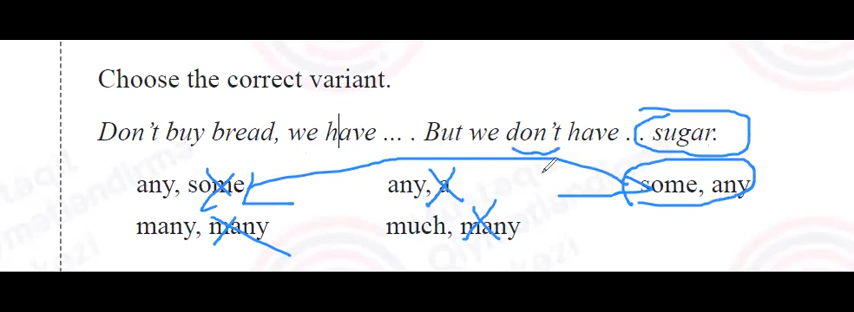 Choose the correct variant.
Don't buy bread, we have ... . But we don't have ... sugar.
any, some any, a some, any
many, many much, many